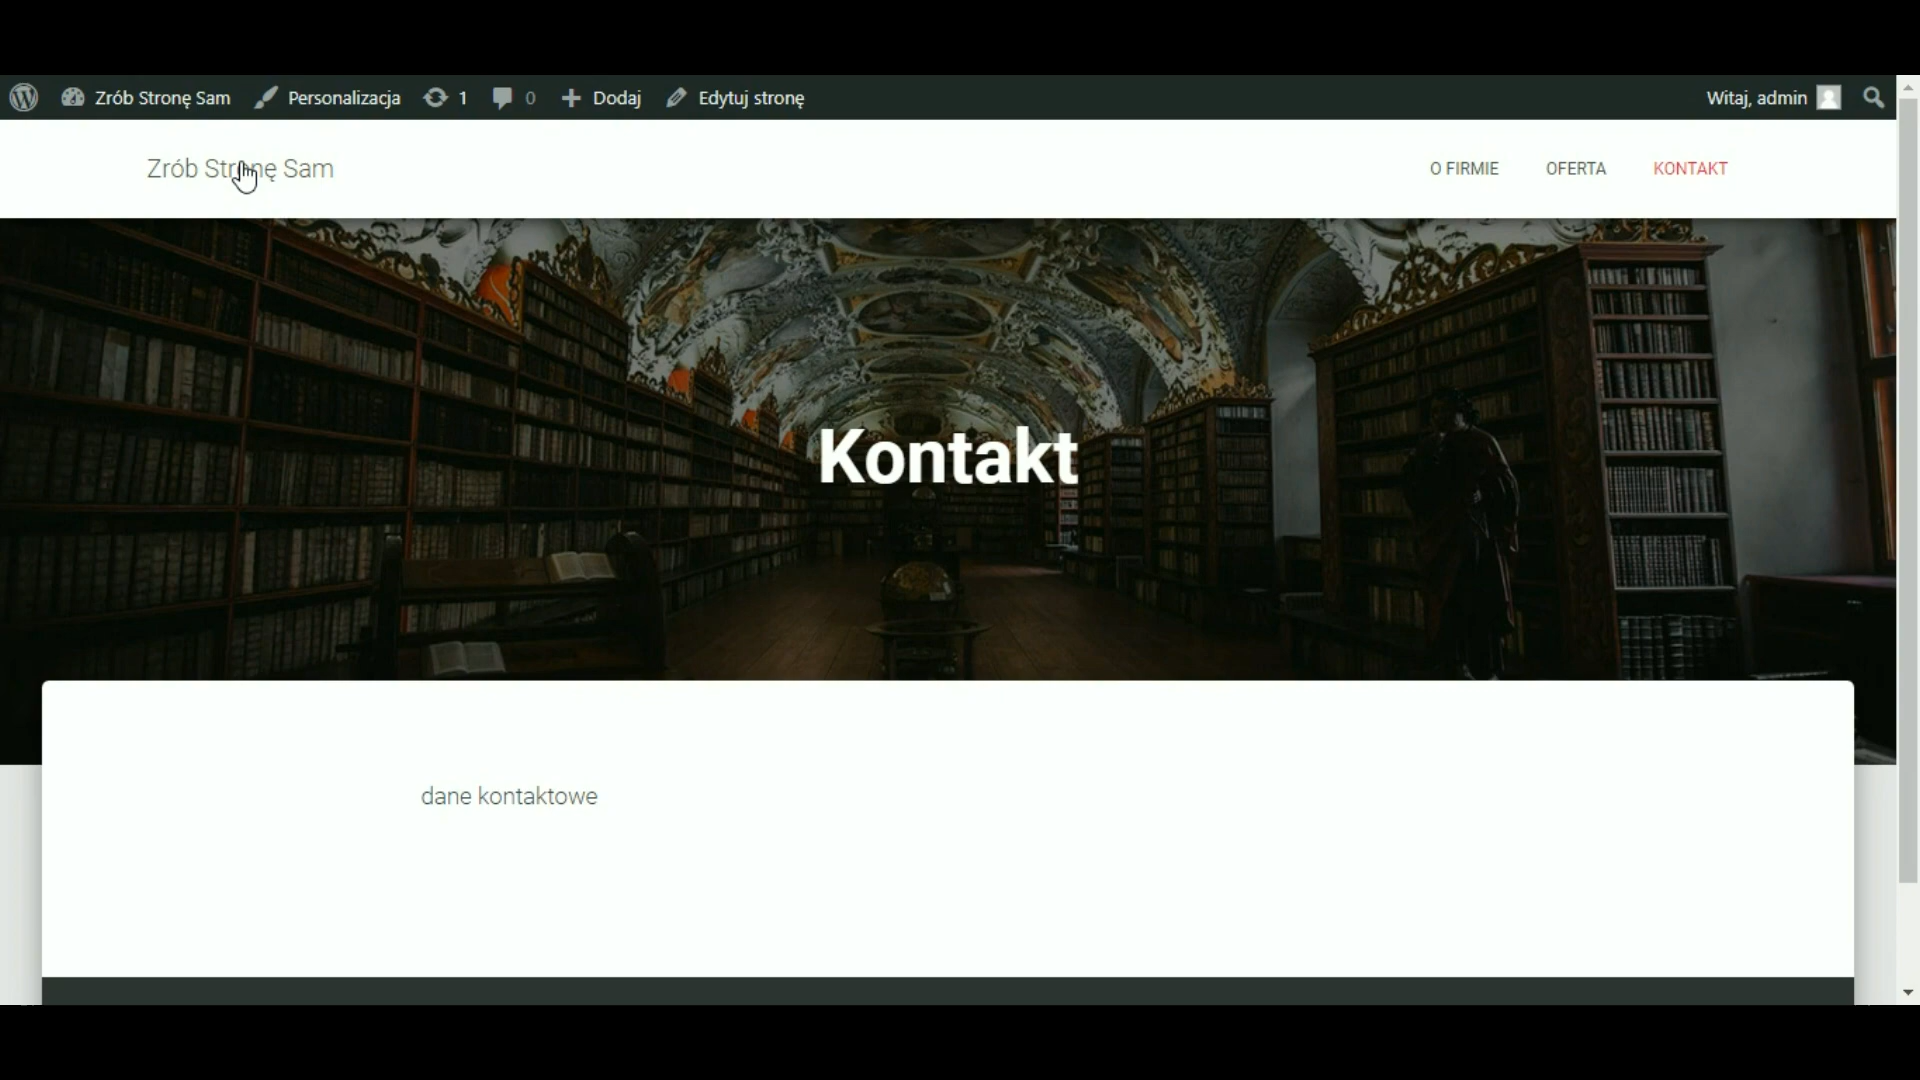 Zrób Stronę Sam Personalizacja 1 0 Dodaj Edytuj stronę Witaj, admin
Zrób Stronę Sam O FIRMIE OFERTA KONTAKT
Kontakt
dane kontaktowe